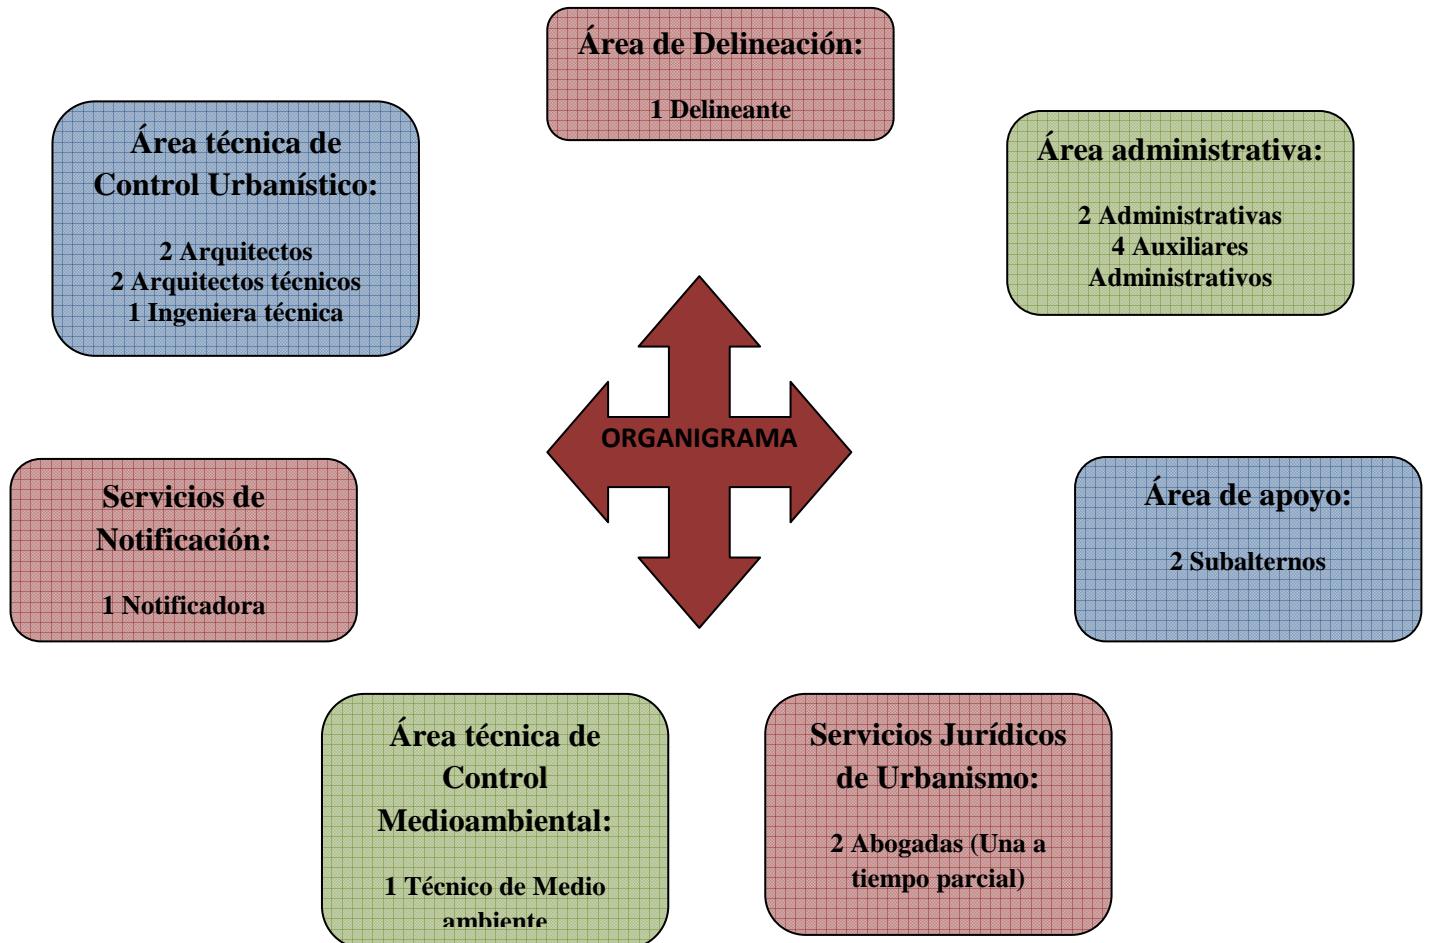 Área de Delineación:
1 Delineante
Área técnica de
Control Urbanístico:
2 Arquitectos
2 Arquitectos técnicos
1 Ingeniera técnica
Área administrativa:
2 Administrativas
4 Auxiliares
Administrativos
ORGANIGRAMA
Servicios de
Notificación:
1 Notificadora
Área de apoyo:
2 Subalternos
Área técnica de
Control
Medioambiental:
1 Técnico de Medio
ambiente
Servicios Jurídicos
de Urbanismo:
2 Abogadas (Una a
tiempo parcial)